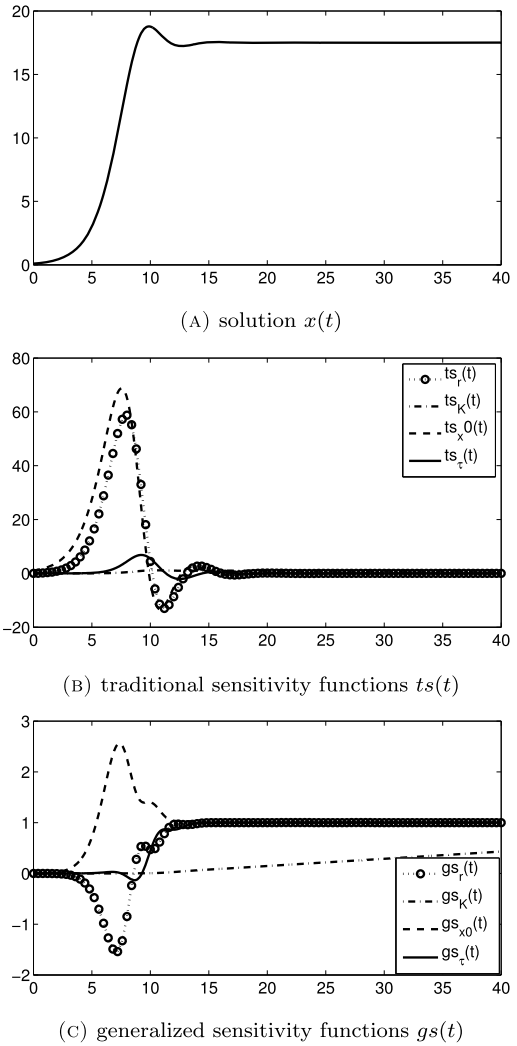 20
15
10
5
0
0 5 10 15 20 25 30 35 40
(A) solution x(t)
80
60
40
20
0
−20
0 5 10 15 20 25 30 35 40
ts_r(t)
ts_K(t)
ts_x0(t)
ts_τ(t)
(B) traditional sensitivity functions ts(t)
3
2
1
0
−1
−2
0 5 10 15 20 25 30 35 40
gs_r(t)
gs_K(t)
gs_x0(t)
gs_τ(t)
(C) generalized sensitivity functions gs(t)